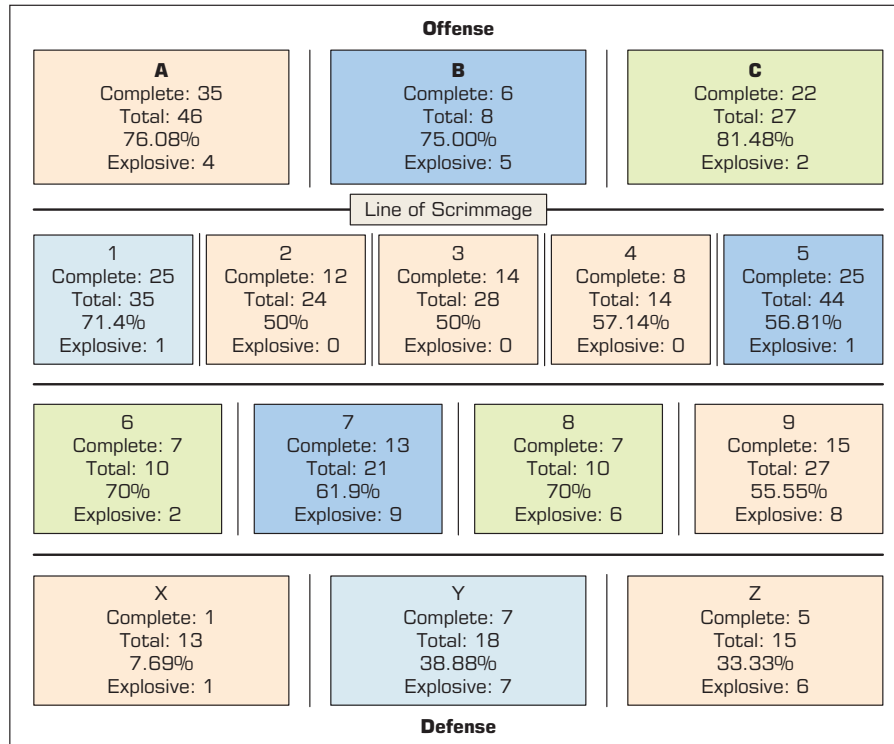 Offense
A
Complete: 35
Total: 46
76.08%
Explosive: 4
B
Complete: 6
Total: 8
75.00%
Explosive: 5
C
Complete: 22
Total: 27
81.48%
Explosive: 2
Line of Scrimmage
1
Complete: 25
Total: 35
71.4%
Explosive: 1
2
Complete: 12
Total: 24
50%
Explosive: 0
3
Complete: 14
Total: 28
50%
Explosive: 0
4
Complete: 8
Total: 14
57.14%
Explosive: 0
5
Complete: 25
Total: 44
56.81%
Explosive: 1
6
Complete: 7
Total: 10
70%
Explosive: 2
7
Complete: 13
Total: 21
61.9%
Explosive: 9
8
Complete: 7
Total: 10
70%
Explosive: 6
9
Complete: 15
Total: 27
55.55%
Explosive: 8
X
Complete: 1
Total: 13
7.69%
Explosive: 1
Y
Complete: 7
Total: 18
38.88%
Explosive: 7
Z
Complete: 5
Total: 15
33.33%
Explosive: 6
Defense